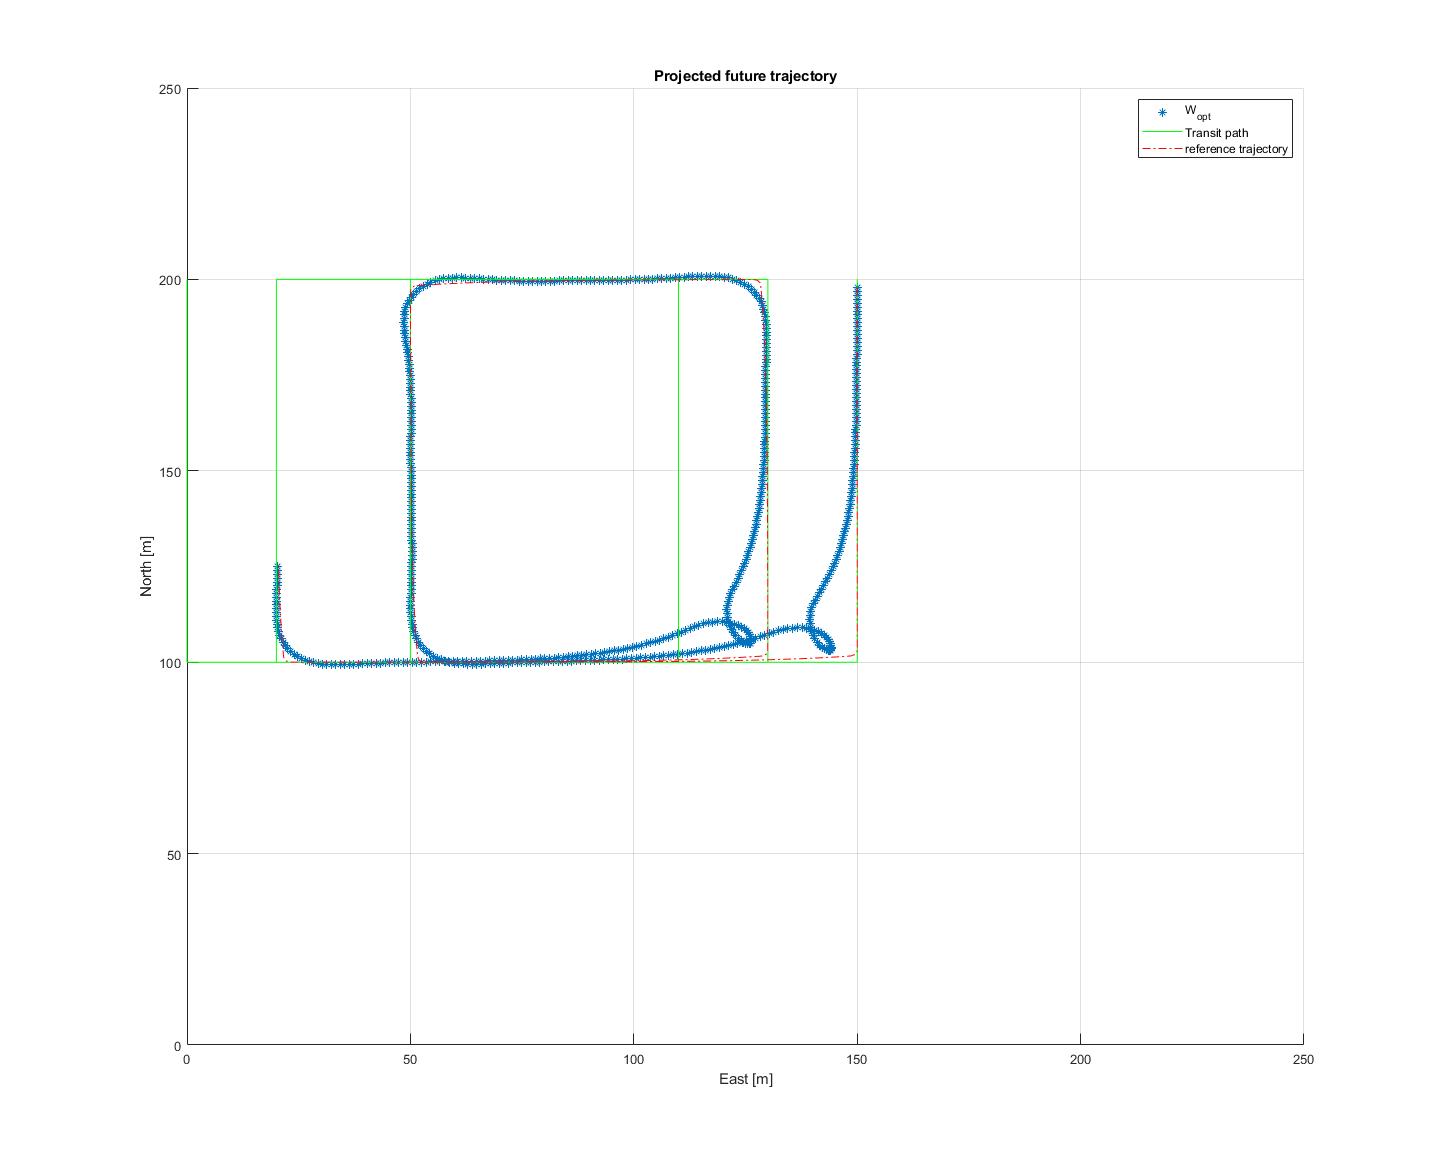 Projected future trajectory
W_opt
Transit path
reference trajectory
250
200
150
100
50
0
North [m]
0 50 100 150 200 250
East [m]